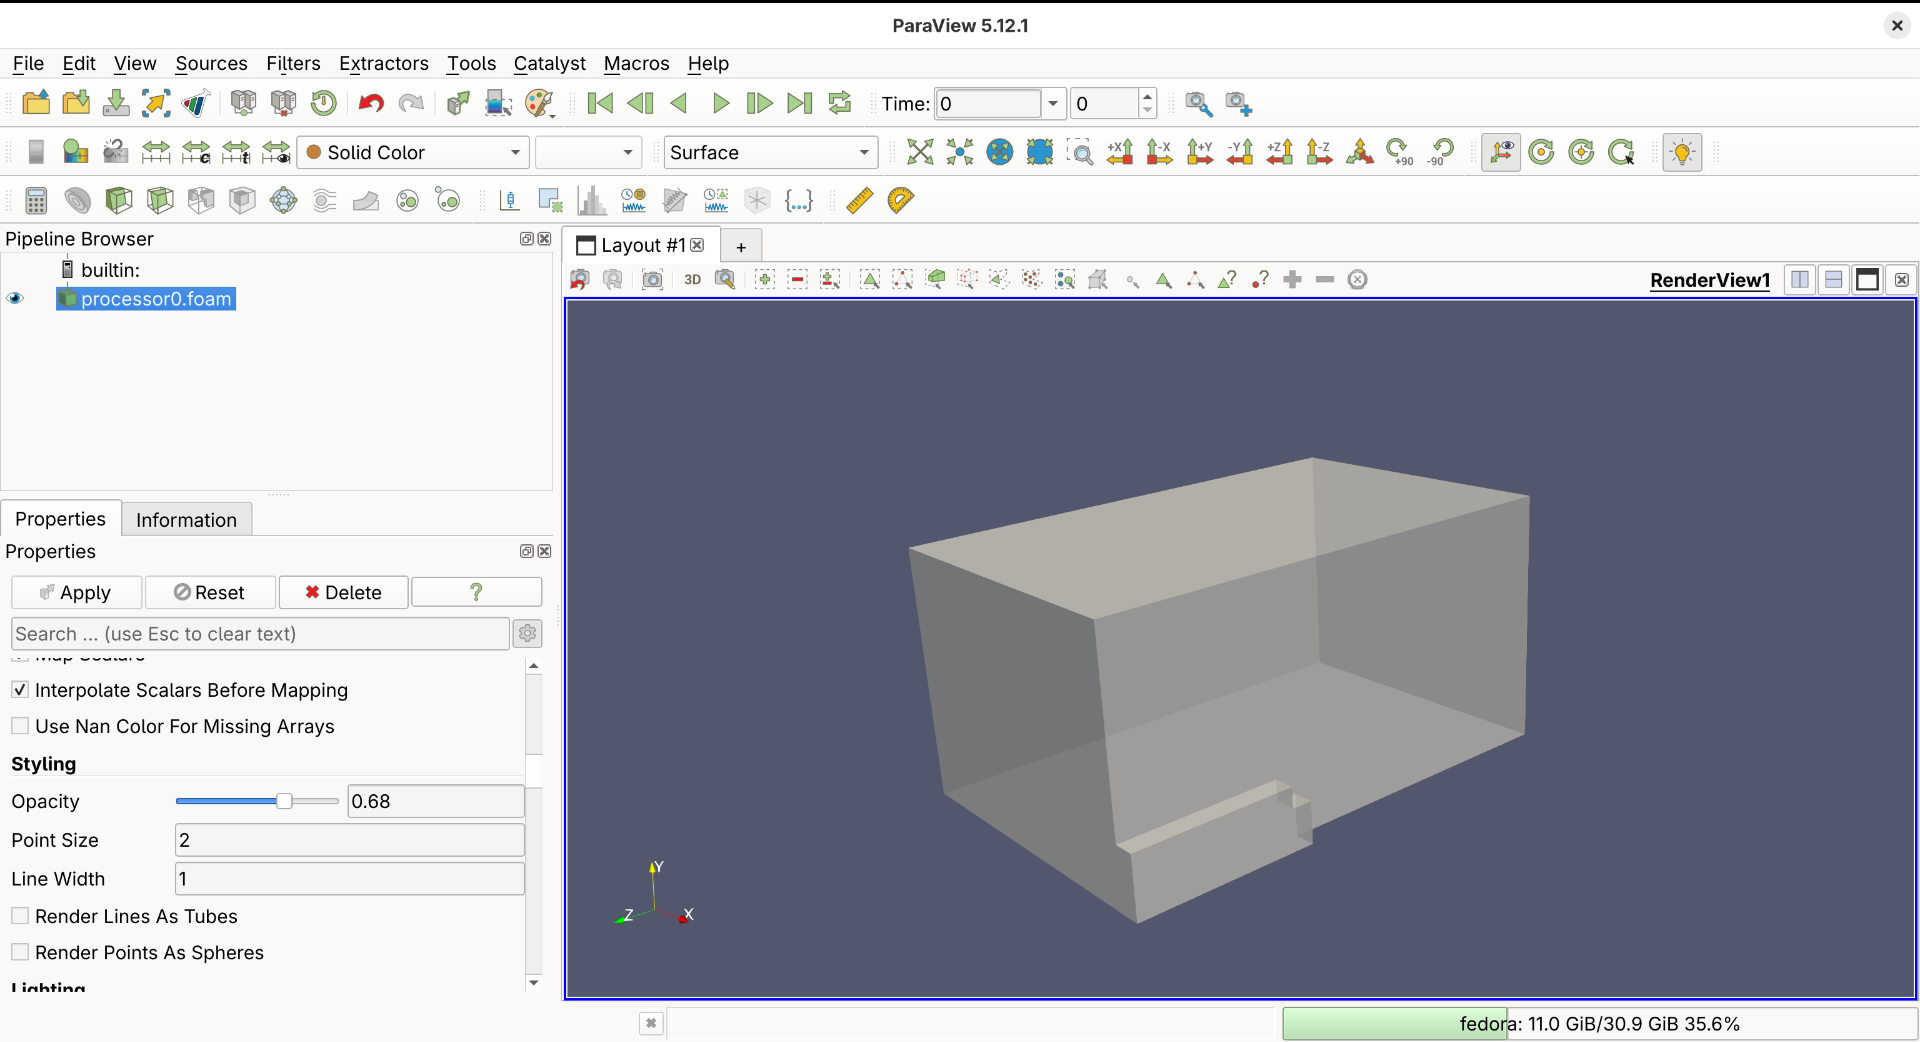 ParaView 5.12.1
File Edit View Sources Filters Extractors Tools Catalyst Macros Help
Time: 0 0
Solid Color Surface +X -X +Y -Y +Z -Z +90 -90
Pipeline Browser
builtin:
processor0.foam
Layout #1 +
3D RenderView1
Properties Information
Properties
Apply Reset Delete ?
Search ... (use Esc to clear text)
Map Scalars
Interpolate Scalars Before Mapping
Use Nan Color For Missing Arrays
Styling
Opacity 0.68
Point Size 2
Line Width 1
Render Lines As Tubes
Render Points As Spheres
Lighting
Y
Z X
fedora: 11.0 GiB/30.9 GiB 35.6%